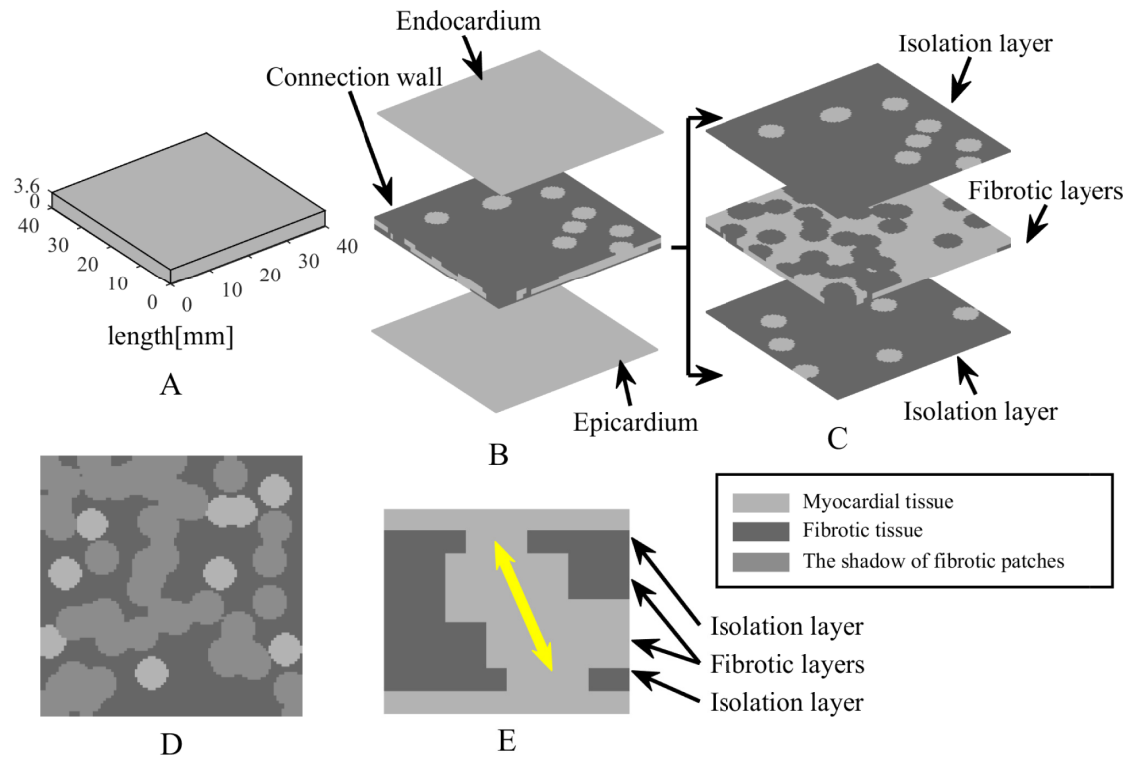 Endocardium
Connection wall
Isolation layer
Fibrotic layers
3.6
0
40
30
20
10
0
0
10
20
30
40
length[mm]
A
Epicardium
B
Isolation layer
C
Myocardial tissue
Fibrotic tissue
The shadow of fibrotic patches
D
Isolation layer
Fibrotic layers
Isolation layer
E